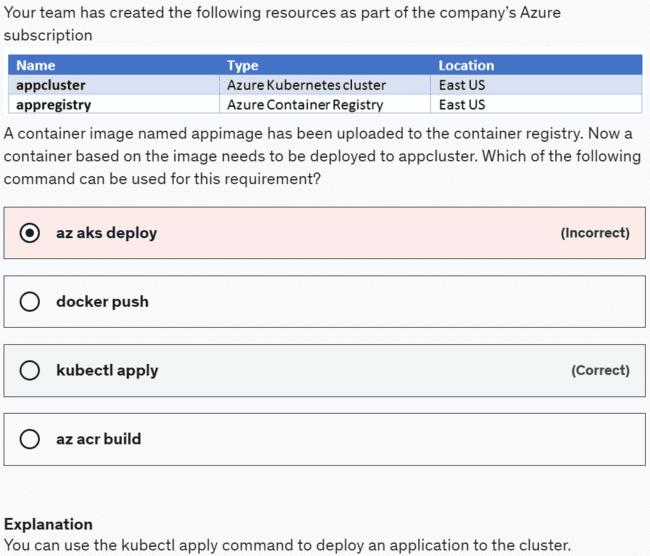 Your team has created the following resources as part of the company’s Azure
subscription
Name Type Location
appcluster Azure Kubernetes cluster East US
appregistry Azure Container Registry East US
A container image named appimage has been uploaded to the container registry. Now a
container based on the image needs to be deployed to appcluster. Which of the following
command can be used for this requirement?
az aks deploy (Incorrect)
docker push
kubectl apply (Correct)
az acr build
Explanation
You can use the kubectl apply command to deploy an application to the cluster.